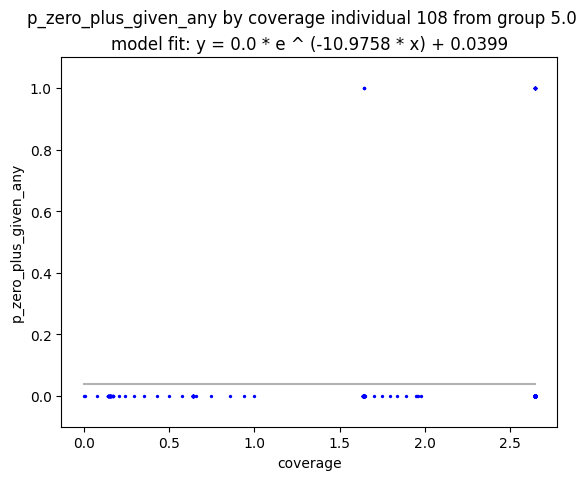 p_zero_plus_given_any by coverage individual 108 from group 5.0
model fit: y = 0.0 * e ^ (-10.9758 * x) + 0.0399
p_zero_plus_given_any
1.0
0.8
0.6
0.4
0.2
0.0
0.0 0.5 1.0 1.5 2.0 2.5
coverage